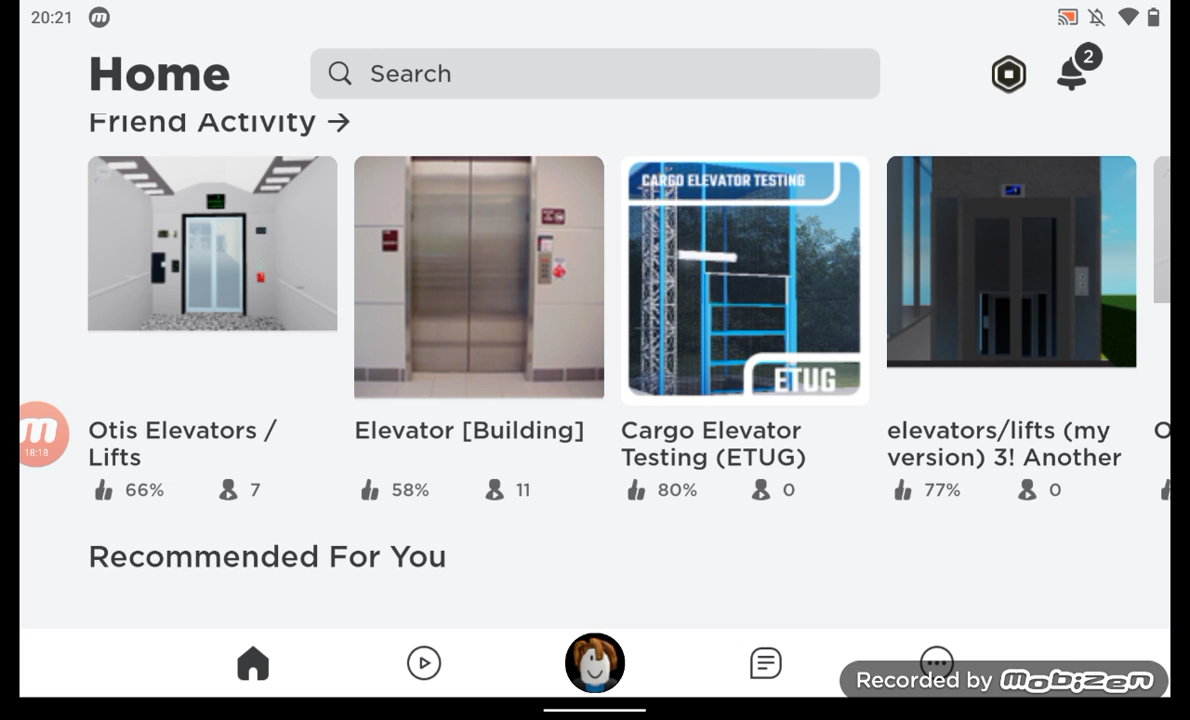 20:21
Home
Search
2
Friend Activity →
CARGO ELEVATOR TESTING
ETUG
Otis Elevators /
Lifts
66% 7
Elevator [Building]
58% 11
Cargo Elevator
Testing (ETUG)
80% 0
elevators/lifts (my
version) 3! Another
77% 0
O
m
18:18
Recommended For You
Recorded by mobizen